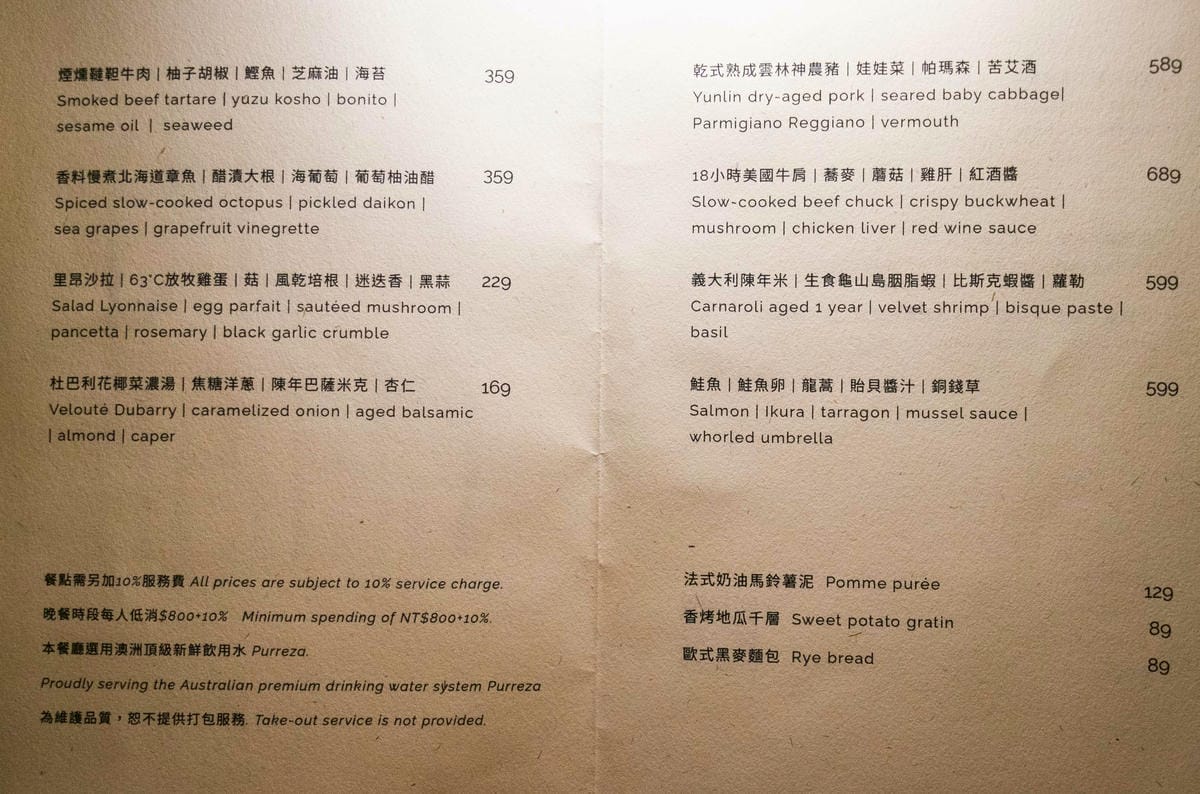 煙燻韃靼牛肉 | 柚子胡椒 | 鰹魚 | 芝麻油 | 海苔 359
Smoked beef tartare | yuzu kosho | bonito |
sesame oil | seaweed
香料慢煮北海道章魚 | 醋漬大根 | 海葡萄 | 葡萄柚油醋 359
Spiced slow-cooked octopus | pickled daikon |
sea grapes | grapefruit vinegrette
里昂沙拉 | 63°C放牧雞蛋 | 菇 | 風乾培根 | 迷迭香 | 黑蒜 229
Salad Lyonnaise | egg parfait | sautéed mushroom |
pancetta | rosemary | black garlic crumble
杜巴利花椰菜濃湯 | 焦糖洋蔥 | 陳年巴薩米克 | 杏仁 169
Velouté Dubarry | caramelized onion | aged balsamic
| almond | caper
餐點需另加10%服務費 All prices are subject to 10% service charge.
晚餐時段每人低消$800+10% Minimum spending of NT$800+10%.
本餐廳選用澳洲頂級新鮮飲用水 Purreza.
Proudly serving the Australian premium drinking water system Purreza
為維護品質，恕不提供打包服務. Take-out service is not provided.
乾式熟成雲林神農豬 | 娃娃菜 | 帕瑪森 | 苦艾酒 589
Yunlin dry-aged pork | seared baby cabbage|
Parmigiano Reggiano | vermouth
18小時美國牛肩 | 蕎麥 | 蘑菇 | 雞肝 | 紅酒醬 689
Slow-cooked beef chuck | crispy buckwheat |
mushroom | chicken liver | red wine sauce
義大利陳年米 | 生食龜山島胭脂蝦 | 比斯克蝦醬 | 蘿勒 599
Carnaroli aged 1 year | velvet shrimp | bisque paste |
basil
鮭魚 | 鮭魚卵 | 龍蒿 | 貽貝醬汁 | 銅錢草 599
Salmon | Ikura | tarragon | mussel sauce |
whorled umbrella
-
法式奶油馬鈴薯泥 Pomme purée 129
香烤地瓜千層 Sweet potato gratin 89
歐式黑麥麵包 Rye bread 89